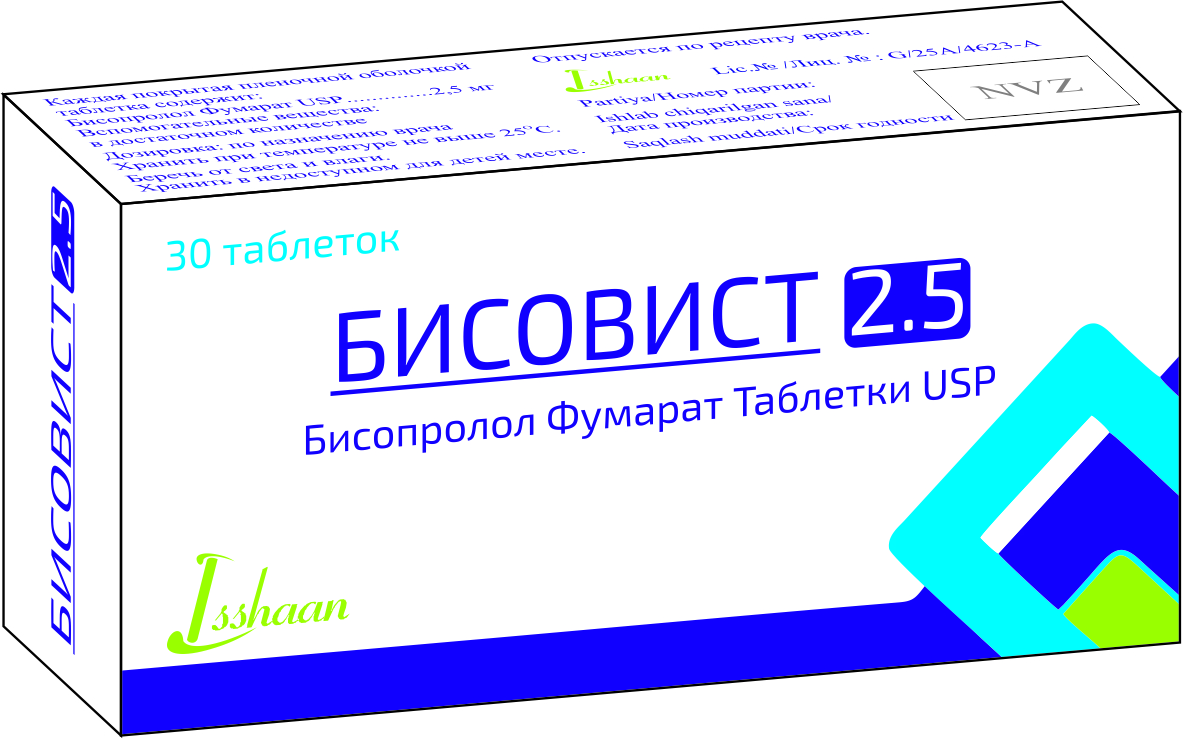 Каждая покрытая пленочной оболочкой
таблетка содержит:
Бисопролол Фумарат USP ..............2,5 мг
Вспомогательные вещества:
в достаточном количестве
Дозировка: по назначению врача
Хранить при температуре не выше 25°C.
Беречь от света и влаги.
Хранить в недоступном для детей месте.
Отпускается по рецепту врача.
Isshaan
Lic.№ /Лиц. № : G/25A/4623-A
Partiya/Номер партии:
Ishlab chiqarilgan sana/
Дата производства:
Saqlash muddati/Срок годности
NVZ
БИСОВИСТ 2.5
30 таблеток
БИСОВИСТ 2.5
Бисопролол Фумарат Таблетки USP
Isshaan